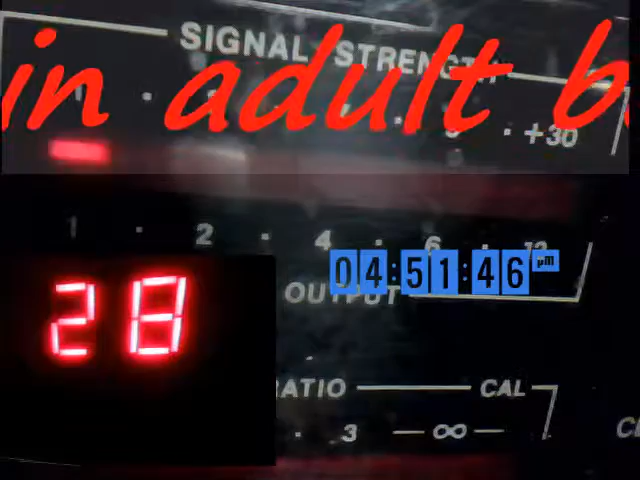 SIGNAL STRENGTH
in adult b
1 · · +30
1 · 2 · 4 · 6 · 12
04:51:46 pm
OUTPUT
28
RATIO CAL
· 3 — ∞ —